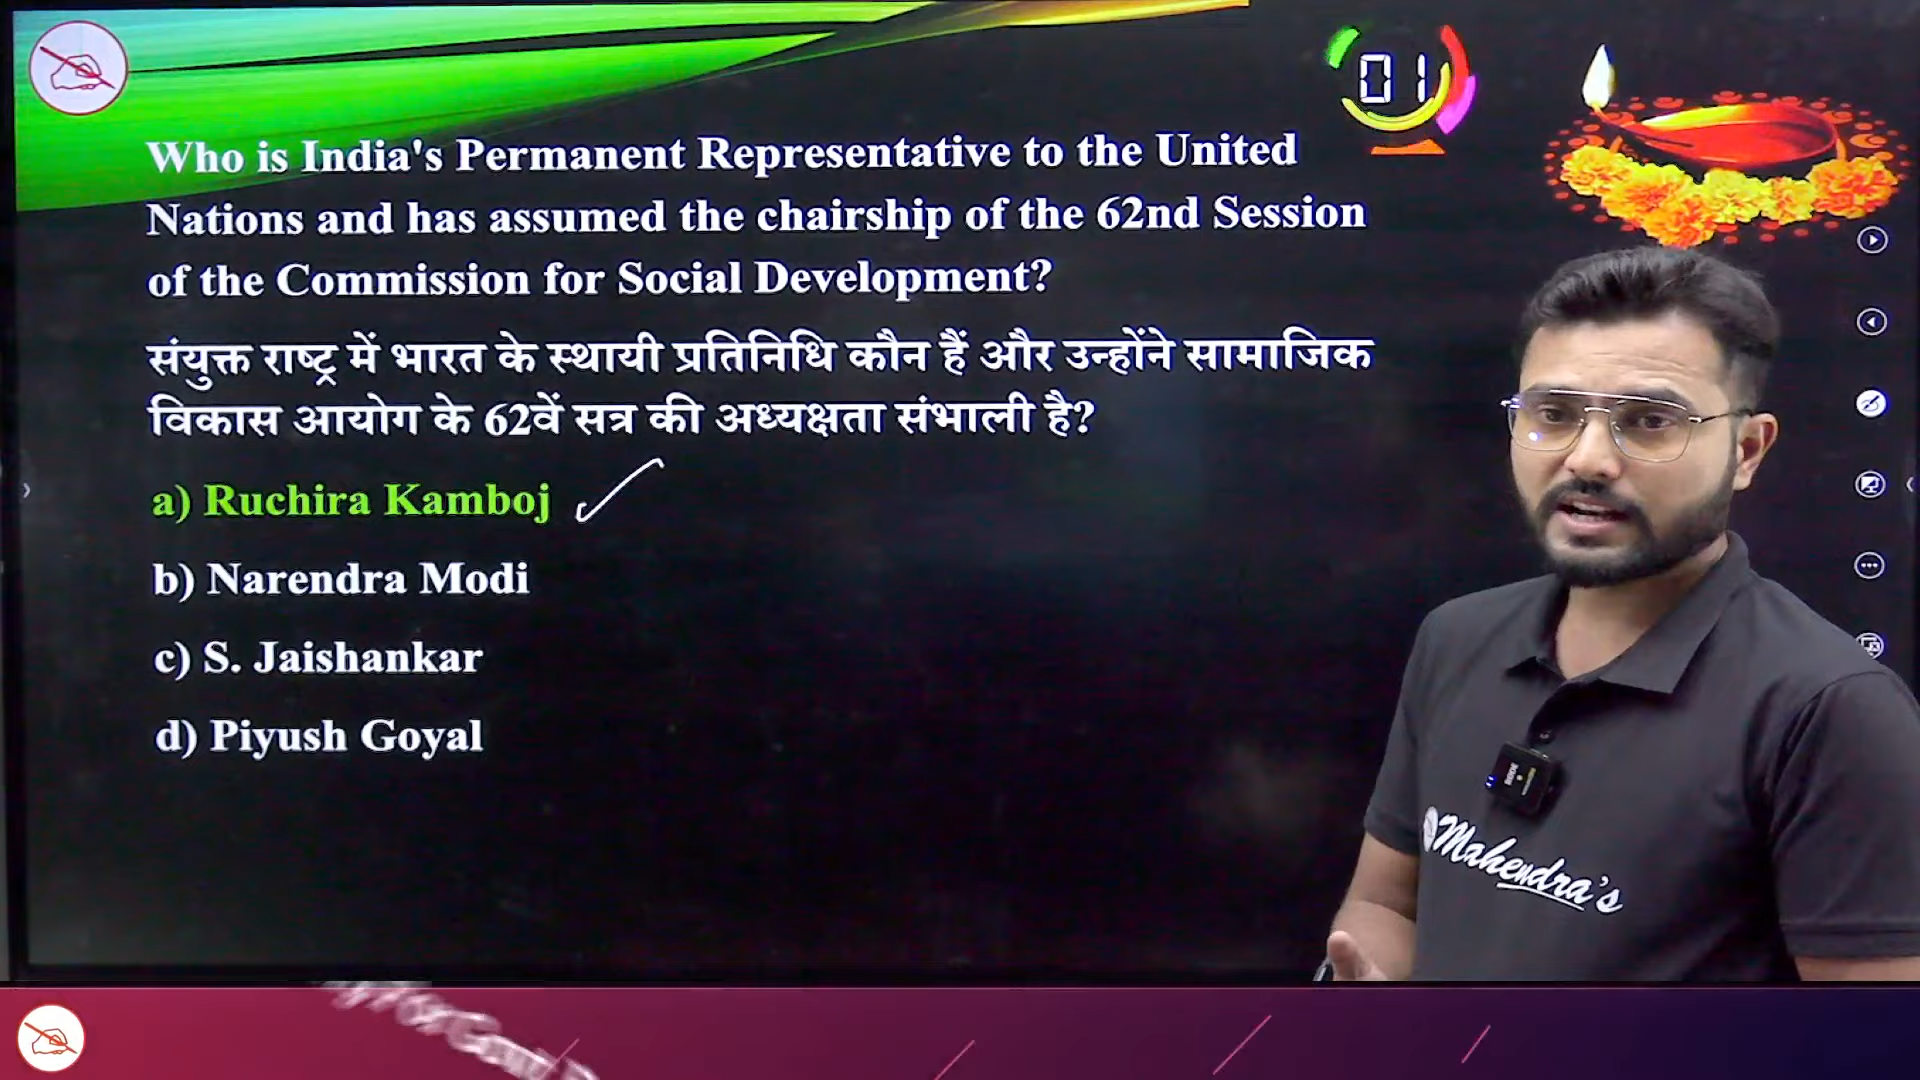 01
Who is India's Permanent Representative to the United
Nations and has assumed the chairship of the 62nd Session
of the Commission for Social Development?
संयुक्त राष्ट्र में भारत के स्थायी प्रतिनिधि कौन हैं और उन्होंने सामाजिक
विकास आयोग के 62वें सत्र की अध्यक्षता संभाली है?
a) Ruchira Kamboj
b) Narendra Modi
c) S. Jaishankar
d) Piyush Goyal
RODE
Mahendra's